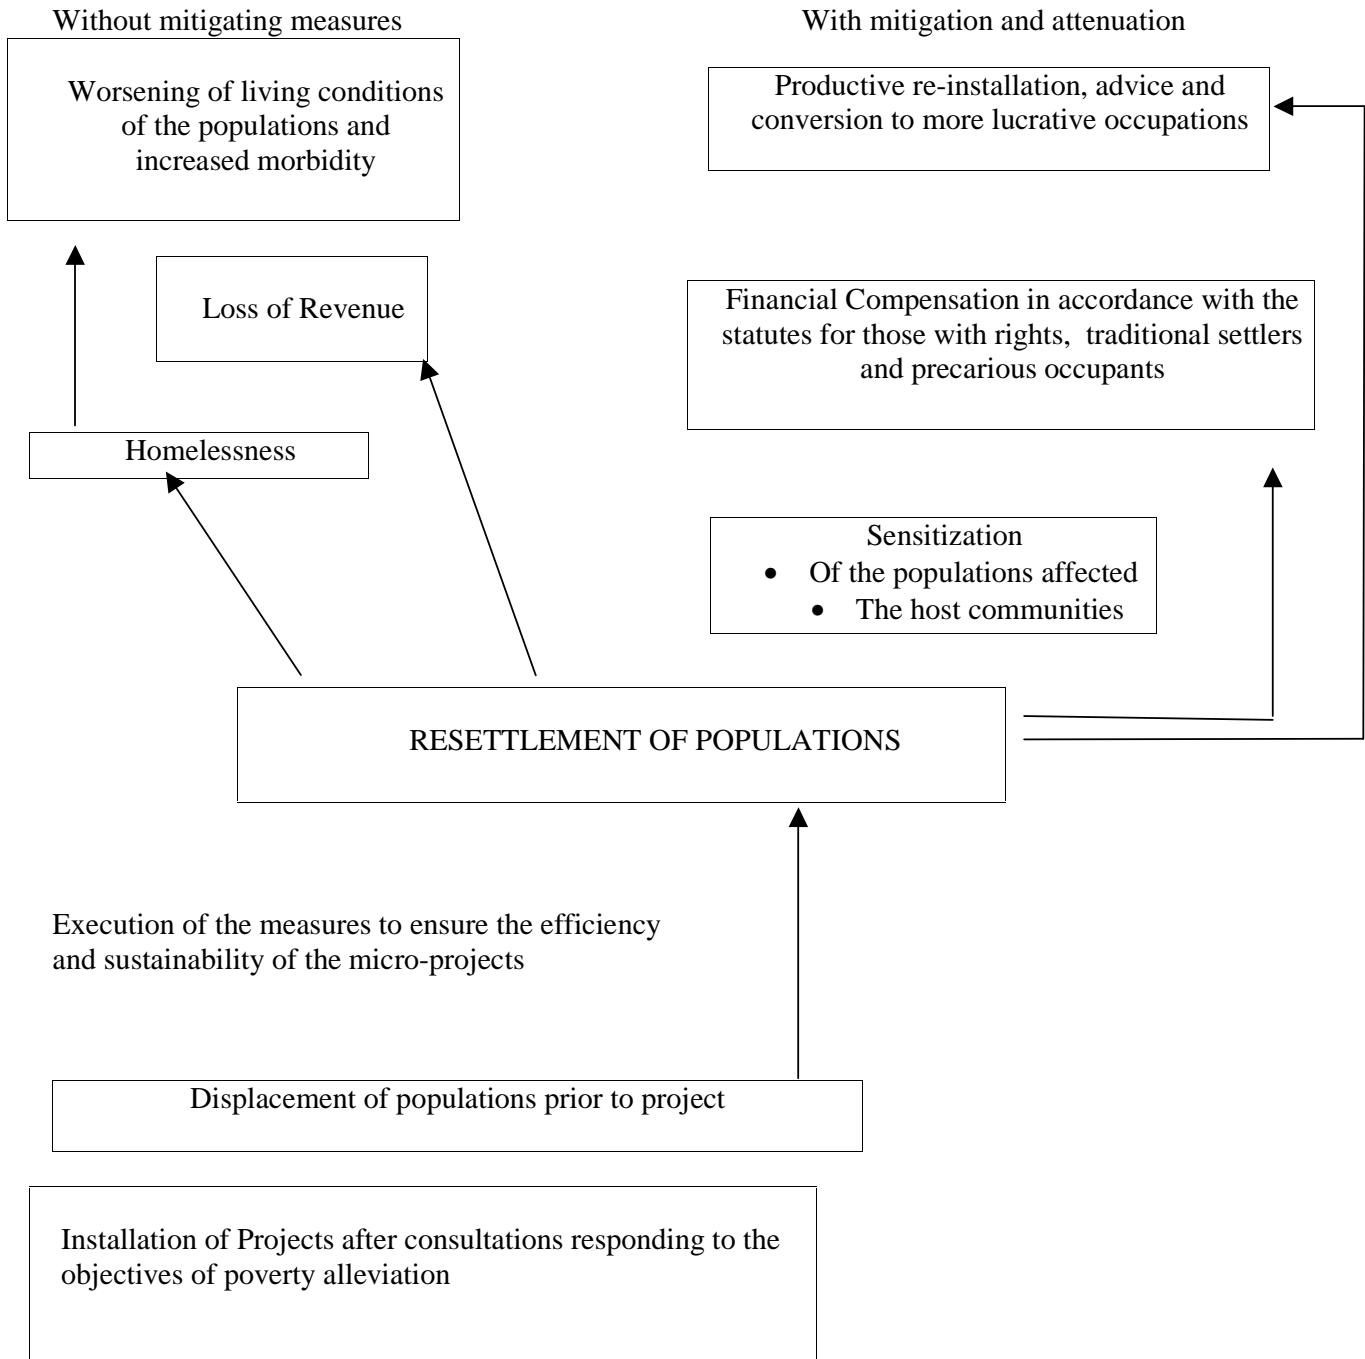 Without mitigating measures
With mitigation and attenuation
Worsening of living conditions
of the populations and
increased morbidity
Productive re-installation, advice and
conversion to more lucrative occupations
Loss of Revenue
Financial Compensation in accordance with the
statutes for those with rights, traditional settlers
and precarious occupants
Homelessness
Sensitization
• Of the populations affected
• The host communities
RESETTLEMENT OF POPULATIONS
Execution of the measures to ensure the efficiency
and sustainability of the micro-projects
Displacement of populations prior to project
Installation of Projects after consultations responding to the
objectives of poverty alleviation